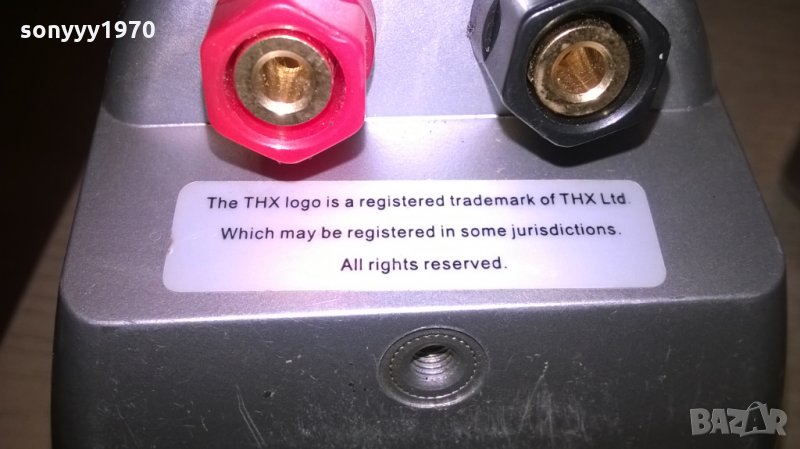 sonyyy1970
The THX logo is a registered trademark of THX Ltd.
Which may be registered in some jurisdictions.
All rights reserved.
BAZAR